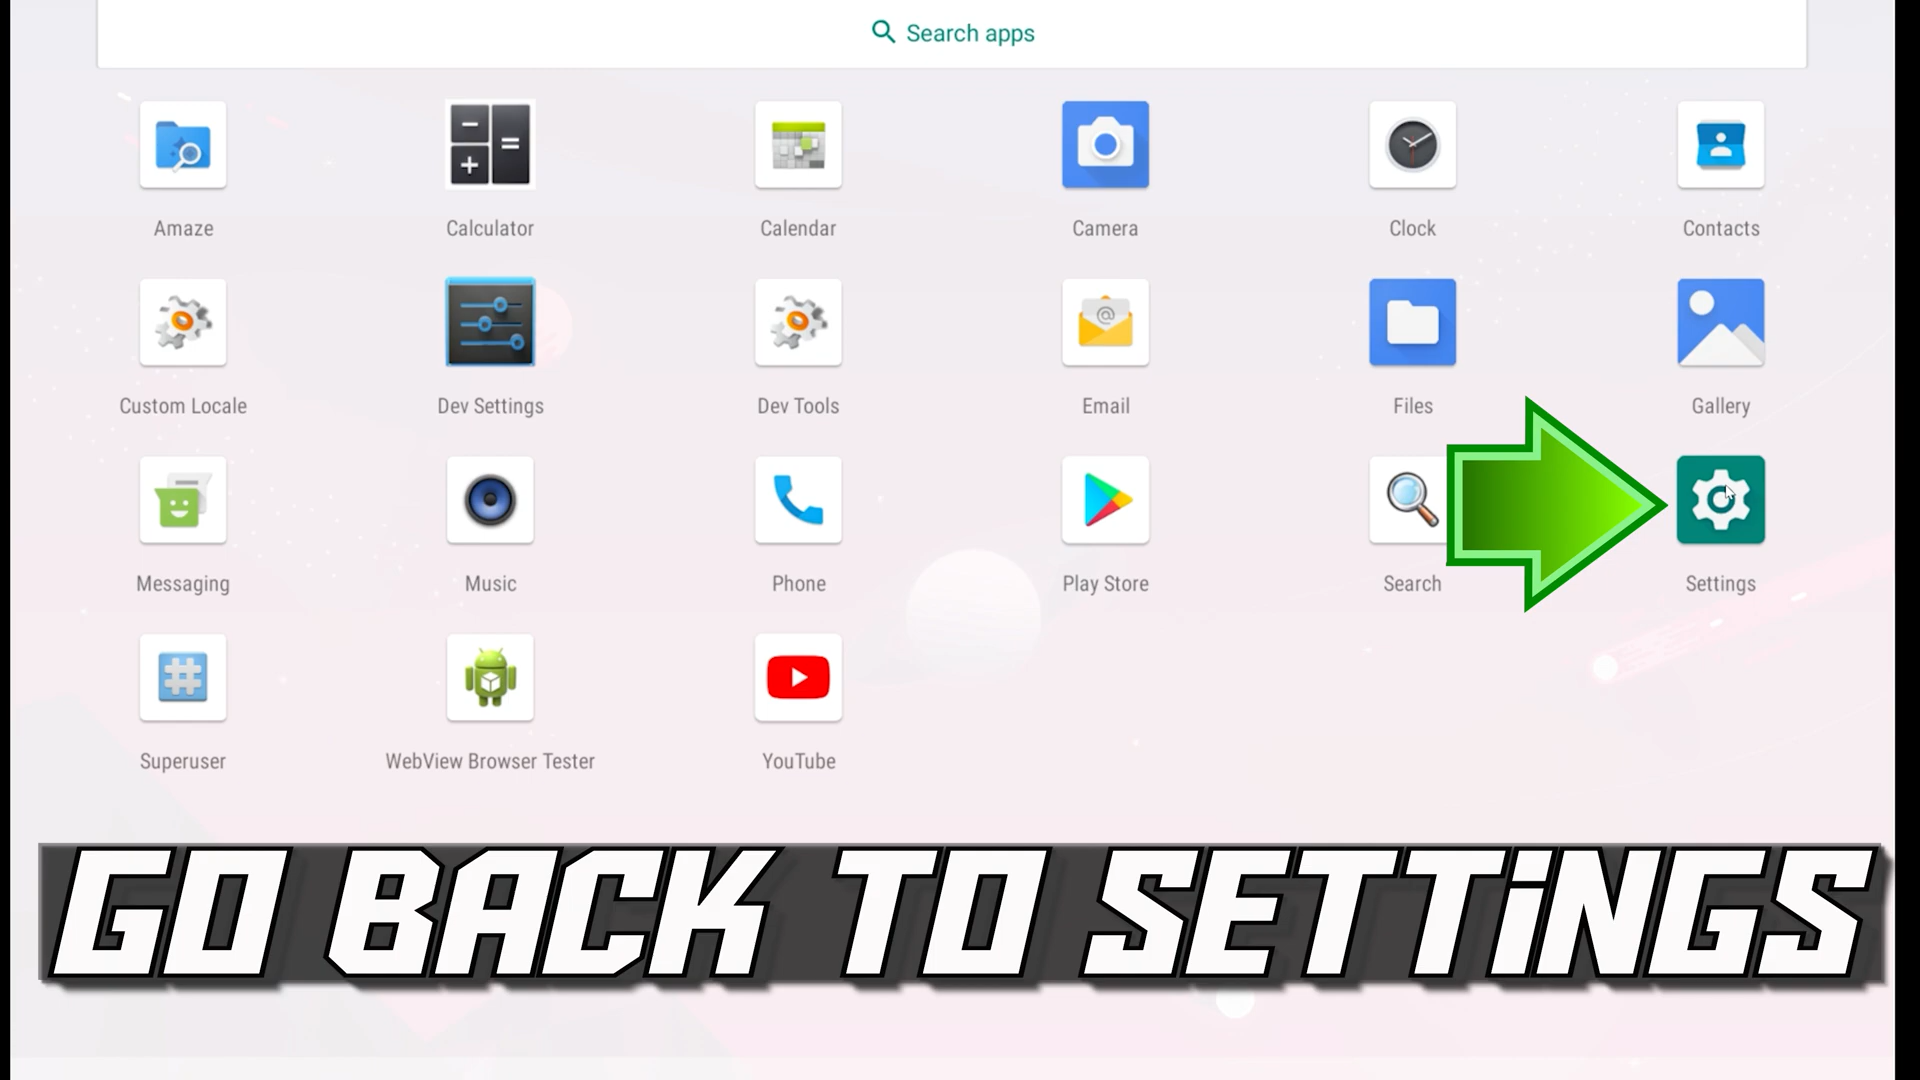 Search apps
Amaze
Calculator
Calendar
Camera
Clock
Contacts
Custom Locale
Dev Settings
Dev Tools
Email
Files
Gallery
Messaging
Music
Phone
Play Store
Search
Settings
Superuser
WebView Browser Tester
YouTube
GO BACK TO SETTiNGS